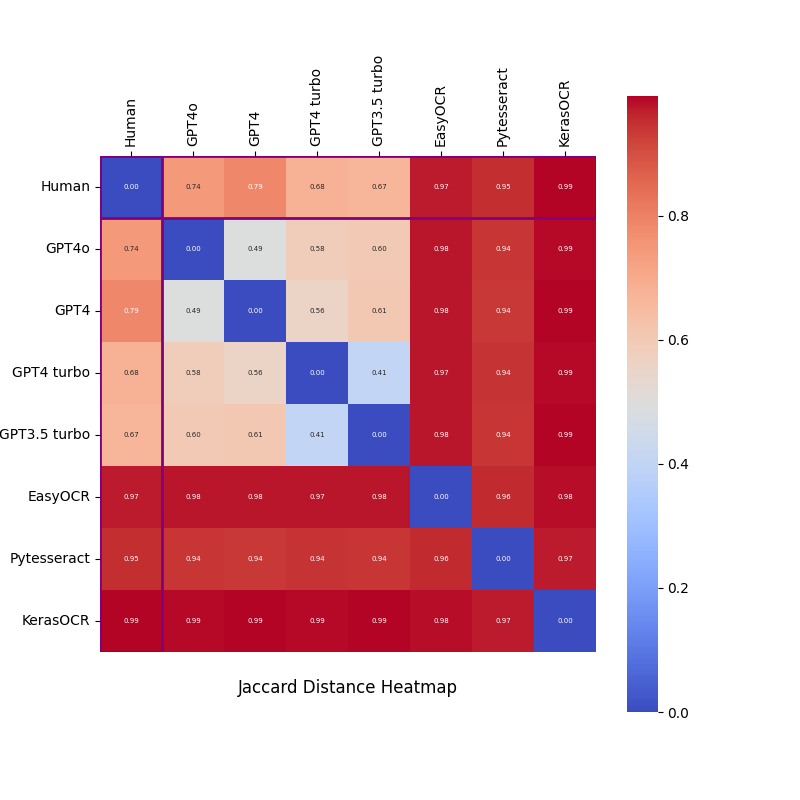 Human GPT4o GPT4 GPT4 turbo GPT3.5 turbo EasyOCR Pytesseract KerasOCR
Human 0.00 0.74 0.79 0.68 0.67 0.97 0.95 0.99
GPT4o 0.74 0.00 0.49 0.58 0.60 0.98 0.94 0.99
GPT4 0.79 0.49 0.00 0.56 0.61 0.98 0.94 0.99
GPT4 turbo 0.68 0.58 0.56 0.00 0.41 0.97 0.94 0.99
GPT3.5 turbo 0.67 0.60 0.61 0.41 0.00 0.98 0.94 0.99
EasyOCR 0.97 0.98 0.98 0.97 0.98 0.00 0.96 0.98
Pytesseract 0.95 0.94 0.94 0.94 0.94 0.96 0.00 0.97
KerasOCR 0.99 0.99 0.99 0.99 0.99 0.98 0.97 0.00
Jaccard Distance Heatmap
0.8
0.6
0.4
0.2
0.0